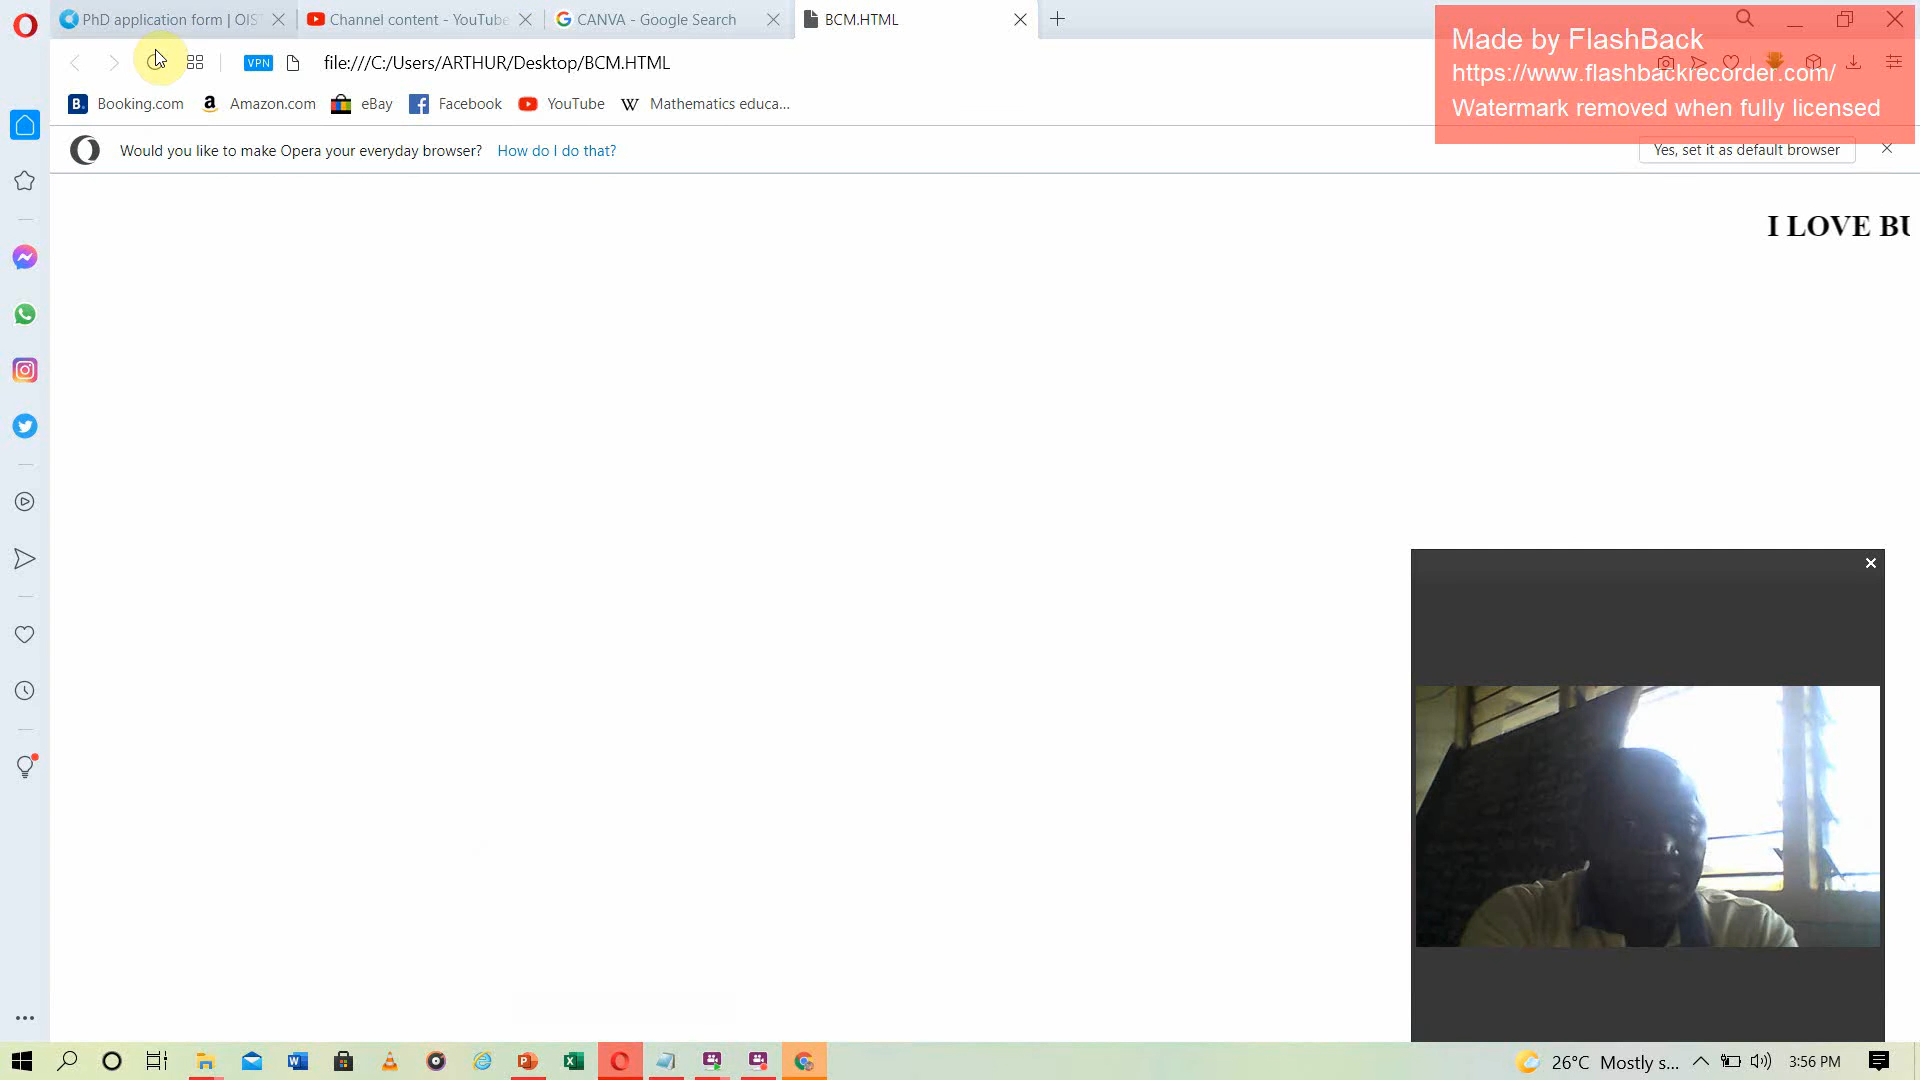 PhD application form | OIS
Channel content - YouTube
CANVA - Google Search
BCM.HTML
VPN
file:///C:/Users/ARTHUR/Desktop/BCM.HTML
Made by FlashBack
https://www.flashbackrecorder.com/
Watermark removed when fully licensed
B. Booking.com
a Amazon.com
eBay
Facebook
YouTube
W Mathematics educa...
Would you like to make Opera your everyday browser? How do I do that?
Yes, set it as default browser
I LOVE BU
26°C Mostly s...
3:56 PM